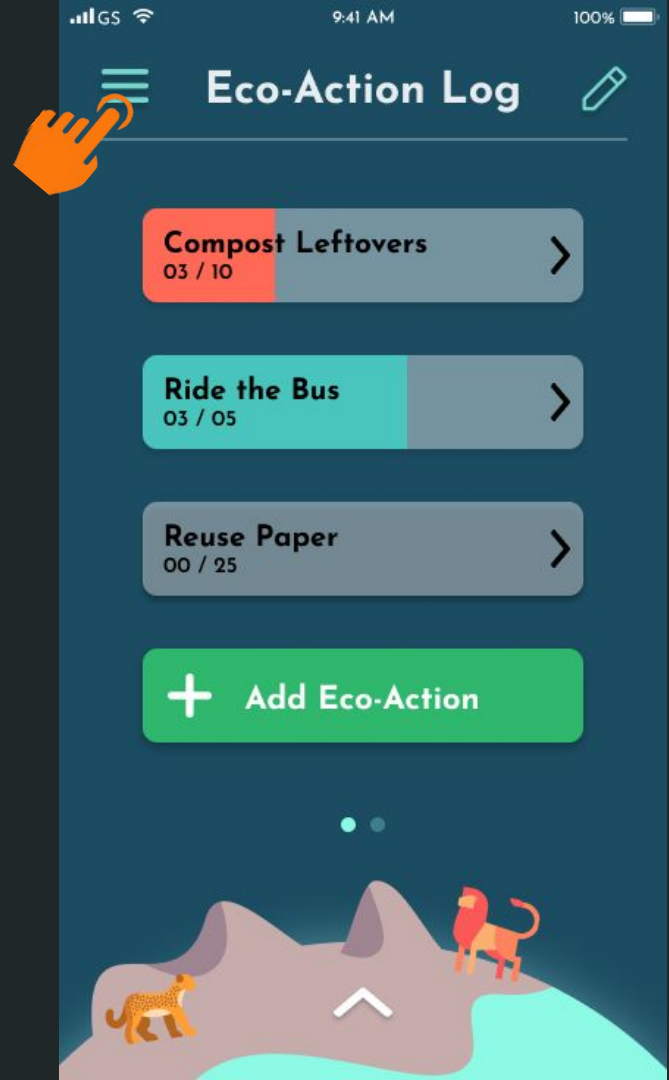 GS 9:41 AM 100%
Eco-Action Log
Compost Leftovers
03 / 10
Ride the Bus
03 / 05
Reuse Paper
00 / 25
Add Eco-Action